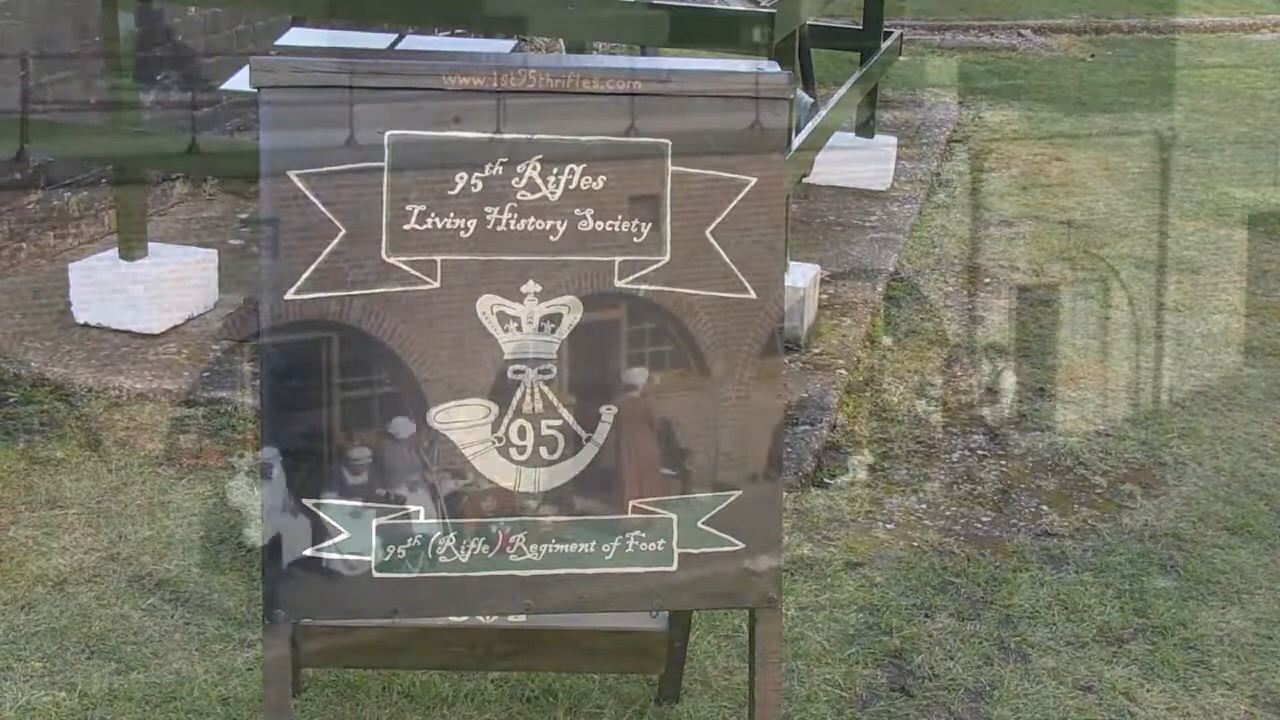 www.1st95thrifles.com
95th Rifles
Living History Society
95
95th (Rifle) Regiment of Foot